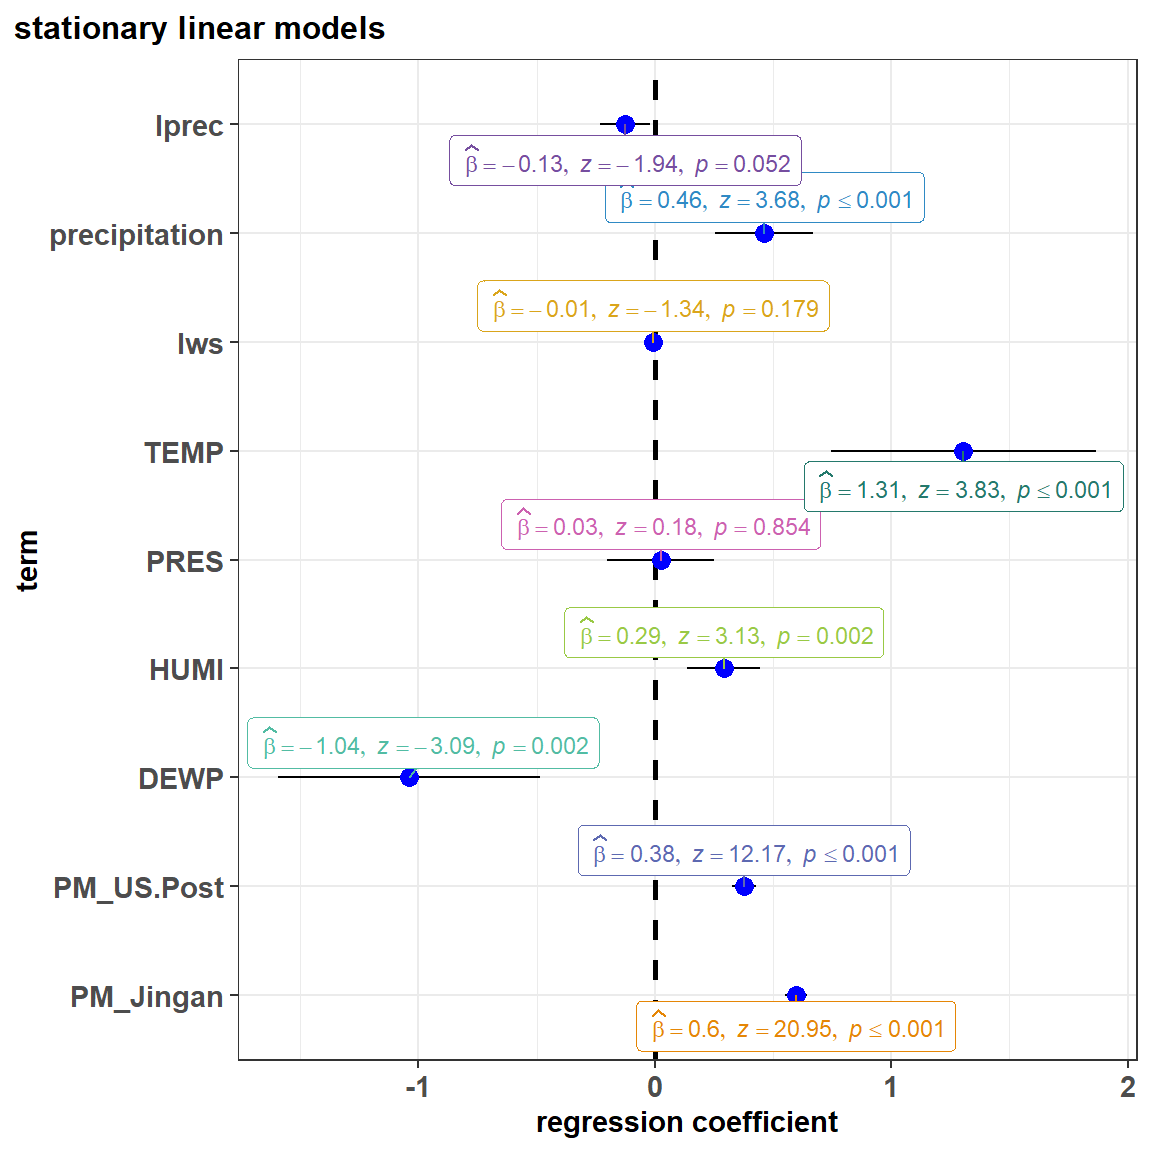 stationary linear models
Iprec
β̂ = −0.13, z = −1.94, p = 0.052
β̂ = 0.46, z = 3.68, p ≤ 0.001
precipitation
β̂ = −0.01, z = −1.34, p = 0.179
Iws
TEMP
β̂ = 1.31, z = 3.83, p ≤ 0.001
β̂ = 0.03, z = 0.18, p = 0.854
PRES
term
β̂ = 0.29, z = 3.13, p = 0.002
HUMI
β̂ = −1.04, z = −3.09, p = 0.002
DEWP
β̂ = 0.38, z = 12.17, p ≤ 0.001
PM_US.Post
PM_Jingan
β̂ = 0.6, z = 20.95, p ≤ 0.001
-1 0 1 2
regression coefficient